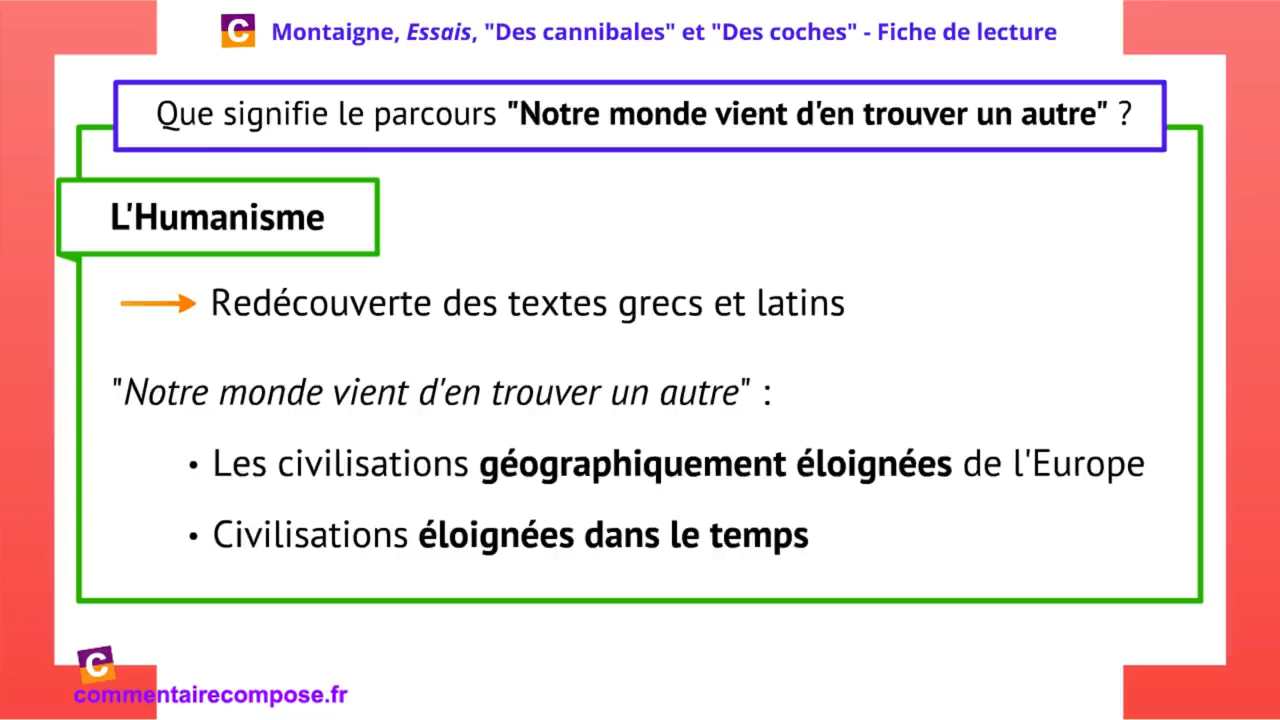 C Montaigne, Essais, "Des cannibales" et "Des coches" - Fiche de lecture
Que signifie le parcours "Notre monde vient d'en trouver un autre" ?
L'Humanisme
Redécouverte des textes grecs et latins
"Notre monde vient d'en trouver un autre" :
• Les civilisations géographiquement éloignées de l'Europe
• Civilisations éloignées dans le temps
C
commentairecompose.fr